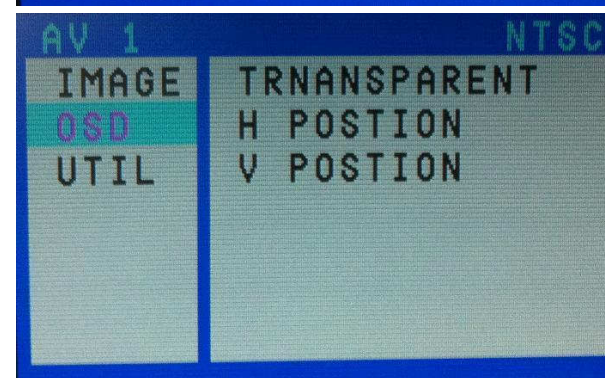 AV 1 NTSC
IMAGE
OSD
UTIL
TRNANSPARENT
H POSTION
V POSTION